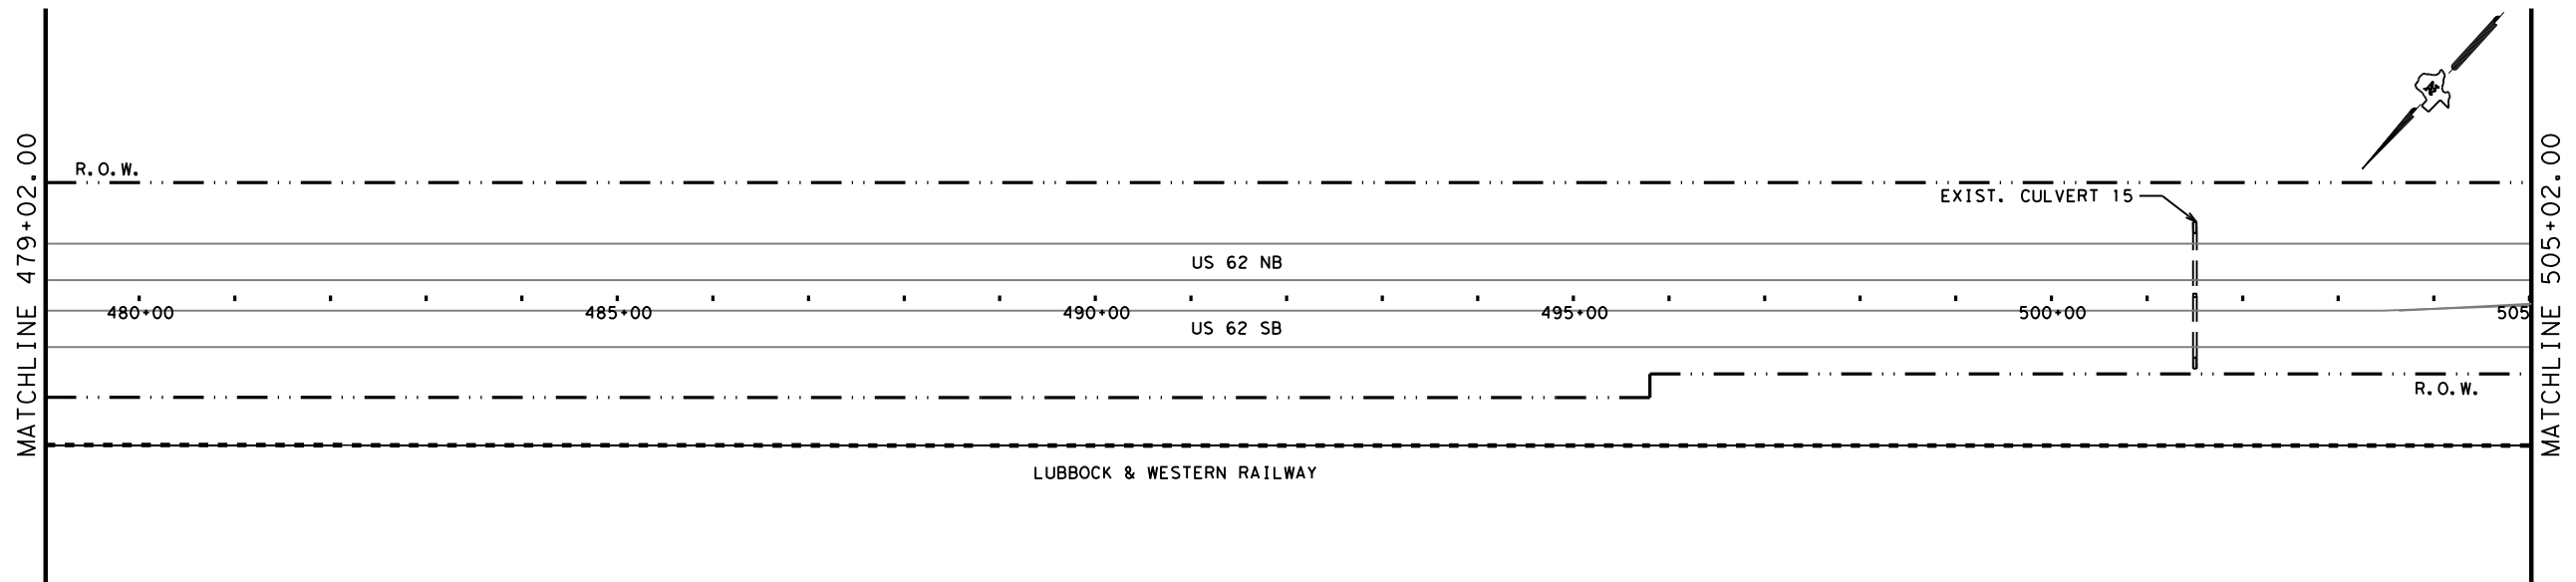 MATCHLINE 479+02.00
R.O.W.
EXIST. CULVERT 15
N
US 62 NB
480+00
485+00
490+00
495+00
500+00
505
US 62 SB
R.O.W.
LUBBOCK & WESTERN RAILWAY
MATCHLINE 505+02.00